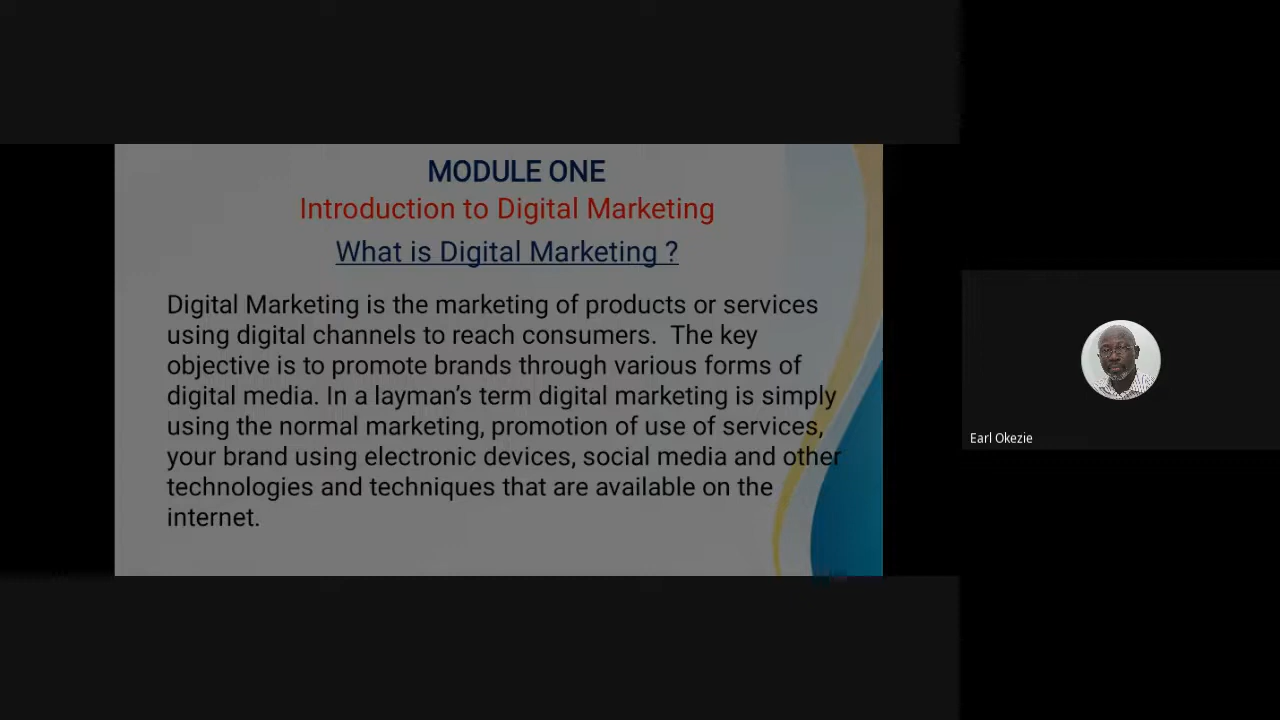 MODULE ONE
Introduction to Digital Marketing
What is Digital Marketing ?
Digital Marketing is the marketing of products or services
using digital channels to reach consumers.  The key
objective is to promote brands through various forms of
digital media. In a layman’s term digital marketing is simply
using the normal marketing, promotion of use of services,
your brand using electronic devices, social media and other
technologies and techniques that are available on the
internet.
Earl Okezie